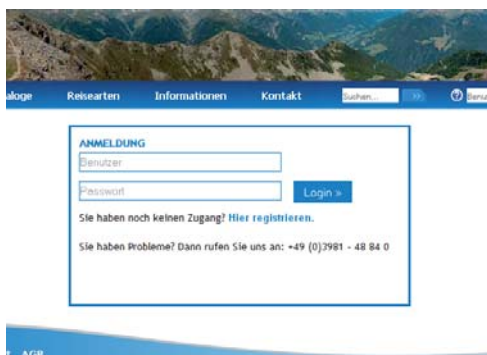 aloge Reisearten Informationen Kontakt Suchen... >> ? Benu
ANMELDUNG
Benutzer
Passwort Login »
Sie haben noch keinen Zugang? Hier registrieren.
Sie haben Probleme? Dann rufen Sie uns an: +49 (0)3981 - 48 84 0
AGB